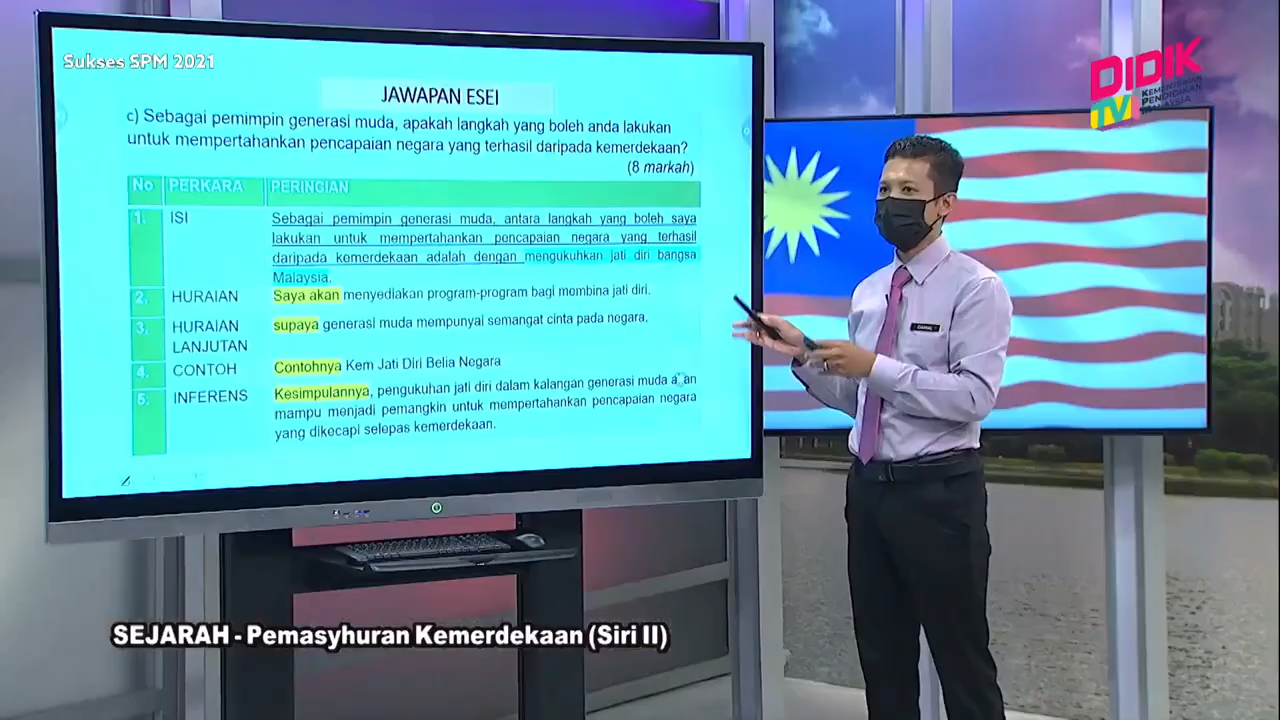 Sukses SPM 2021
DIDIK
TV
KEMENTERIAN
PENDIDIKAN
MALAYSIA
JAWAPAN ESEI
c) Sebagai pemimpin generasi muda, apakah langkah yang boleh anda lakukan
untuk mempertahankan pencapaian negara yang terhasil daripada kemerdekaan?
(8 markah)
No PERKARA PERINGIAN
1. ISI Sebagai pemimpin generasi muda, antara langkah yang boleh saya
lakukan untuk mempertahankan pencapaian negara yang terhasil
daripada kemerdekaan adalah dengan mengukuhkan jati diri bangsa
Malaysia.
2. HURAIAN Saya akan menyediakan program-program bagi membina jati diri.
3. HURAIAN supaya generasi muda mempunyai semangat cinta pada negara.
LANJUTAN
4. CONTOH Contohnya Kem Jati Diri Belia Negara
5. INFERENS Kesimpulannya, pengukuhan jati diri dalam kalangan generasi muda akan
mampu menjadi pemangkin untuk mempertahankan pencapaian negara
yang dikecapi selepas kemerdekaan.
SEJARAH - Pemasyhuran Kemerdekaan (Siri II)